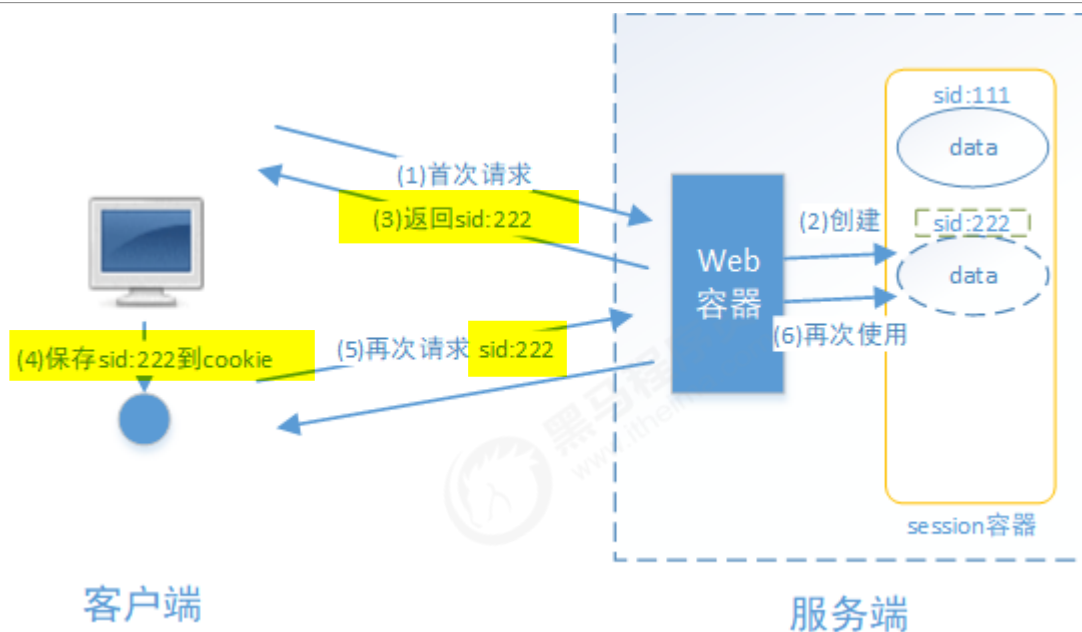 sid:111
data
(1)首次请求
(3)返回sid:222
(2)创建
sid:222
data
Web
容器
(4)保存sid:222到cookie
(5)再次请求 sid:222
(6)再次使用
session容器
客户端
服务端